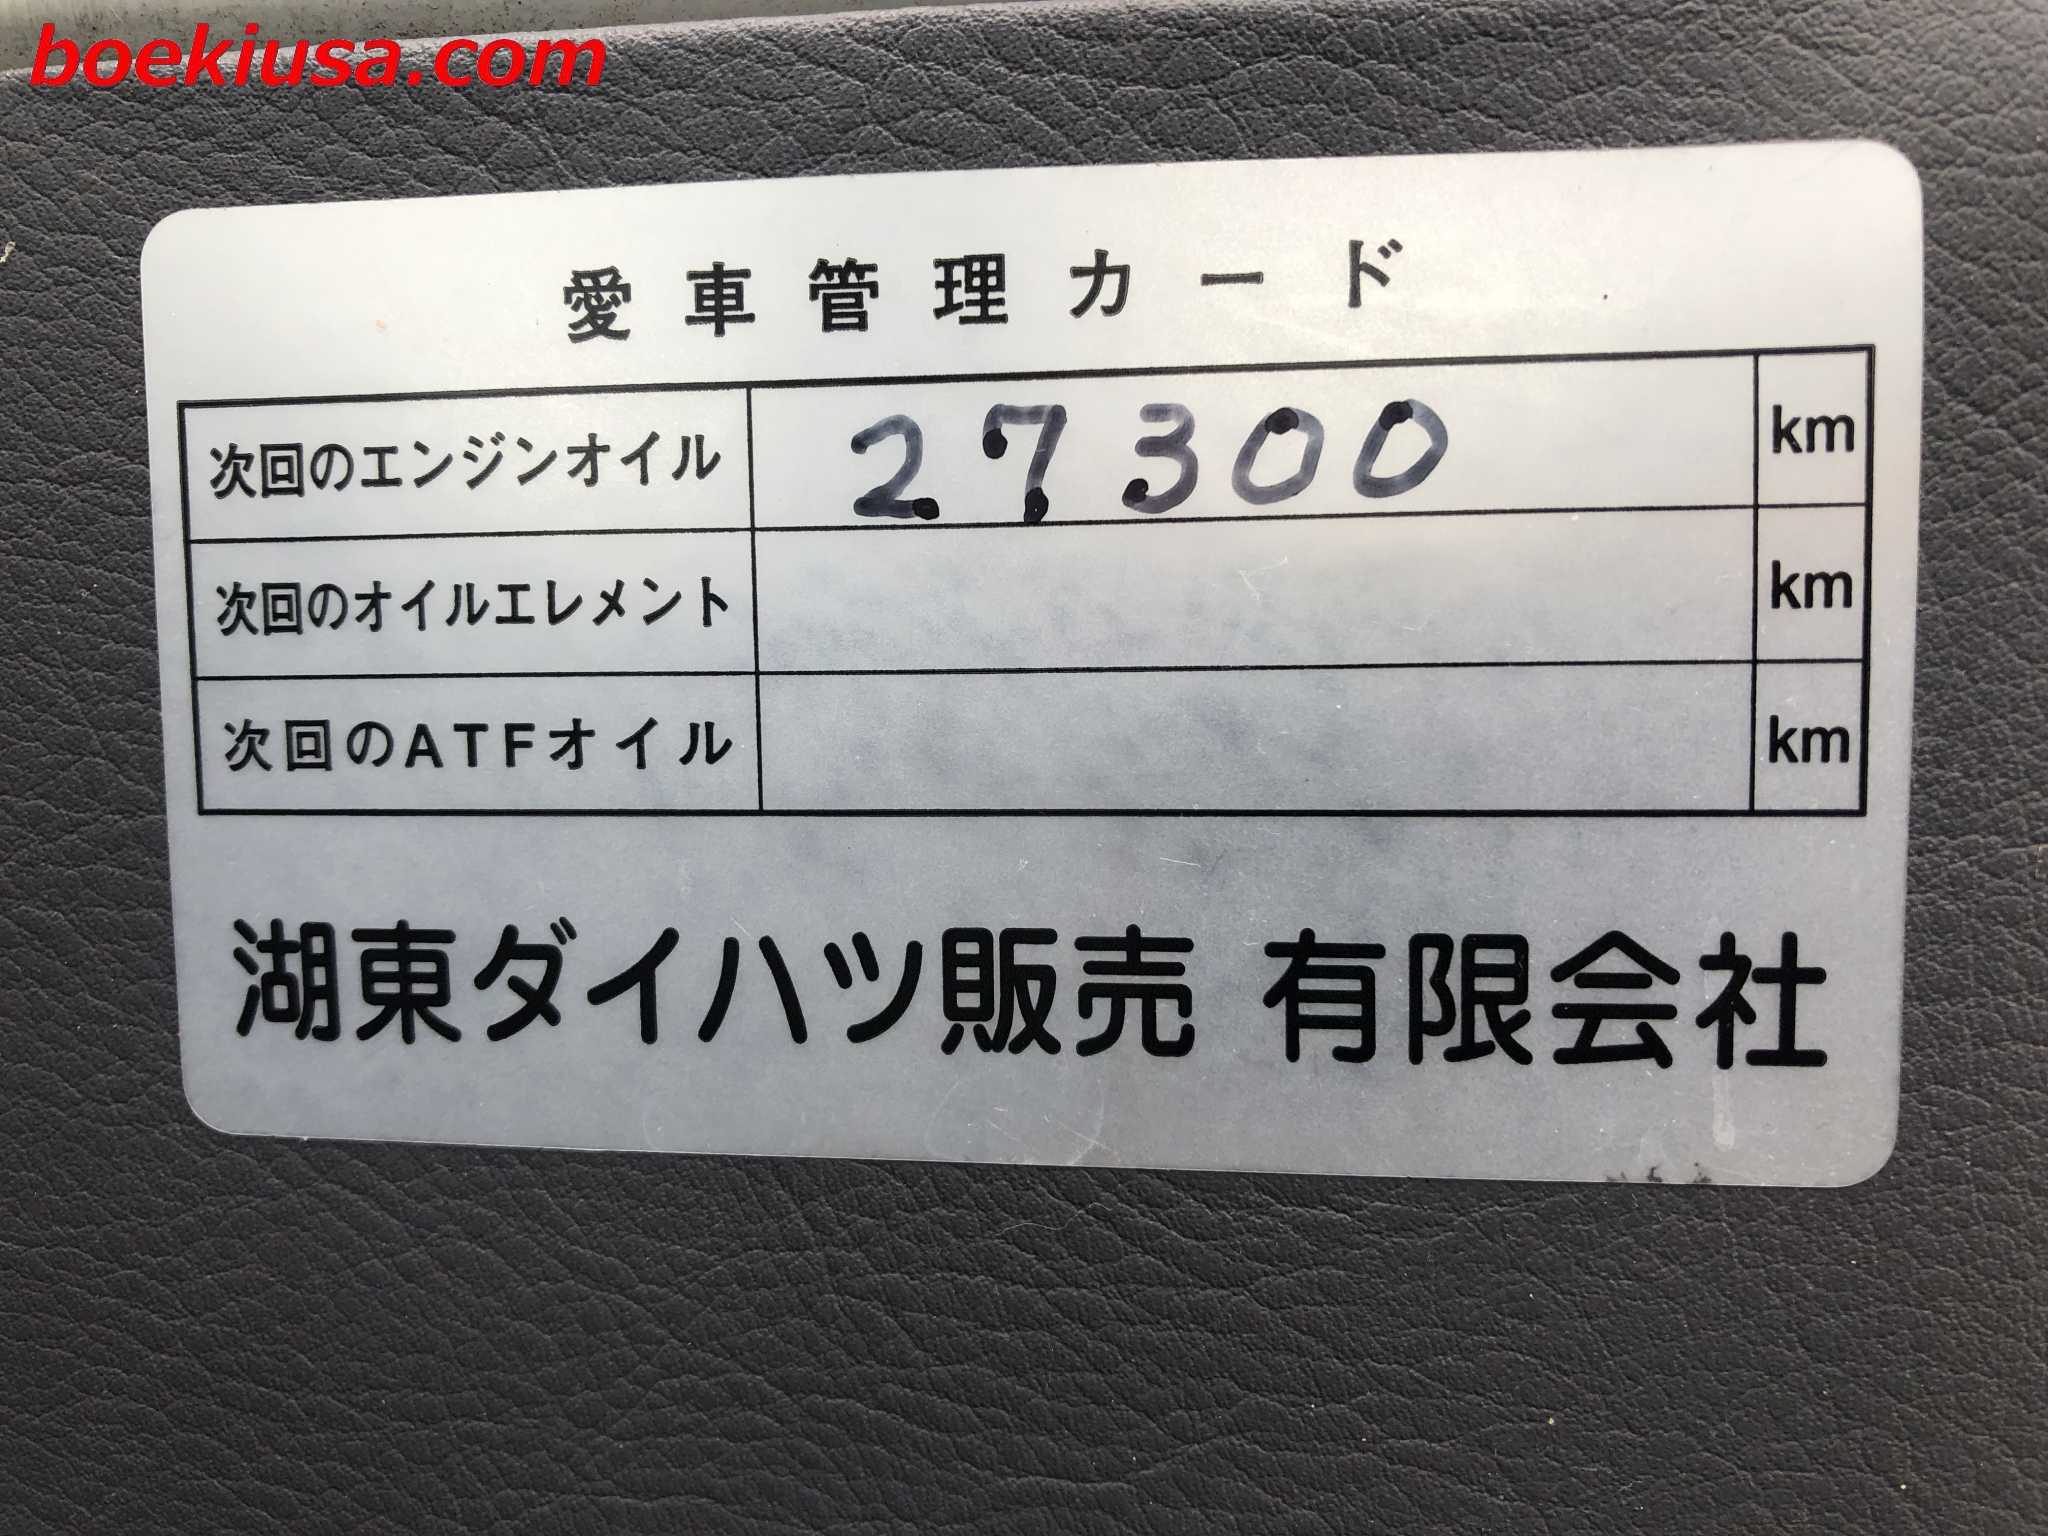 boekiusa.com
愛車管理カード
次回のエンジンオイル 27300 km
次回のオイルエレメント km
次回のATFオイル km
湖東ダイハツ販売 有限会社